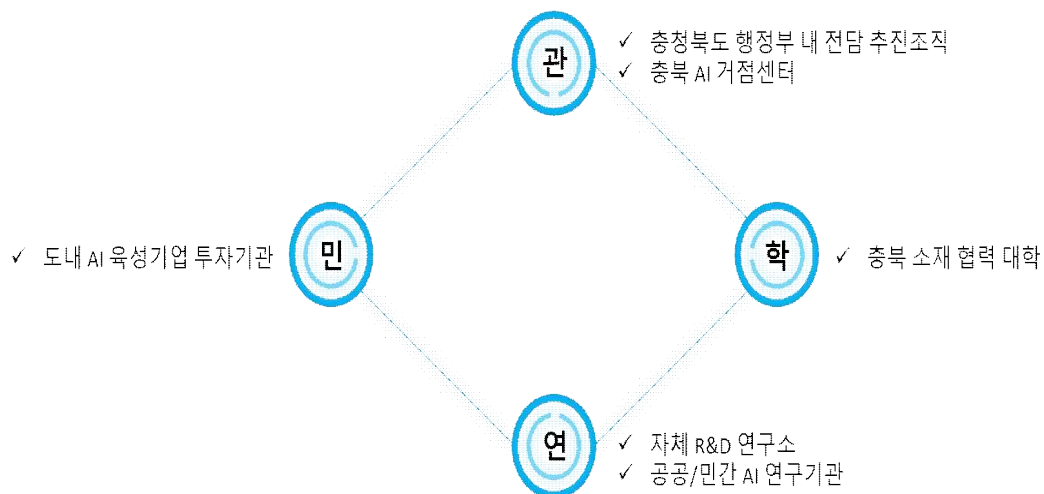 관
✓ 충청북도 행정부 내 전담 추진조직
✓ 충북 AI 거점센터
✓ 도내 AI 육성기업 투자기관
민
학
✓ 충북 소재 협력 대학
연
✓ 자체 R&D 연구소
✓ 공공/민간 AI 연구기관